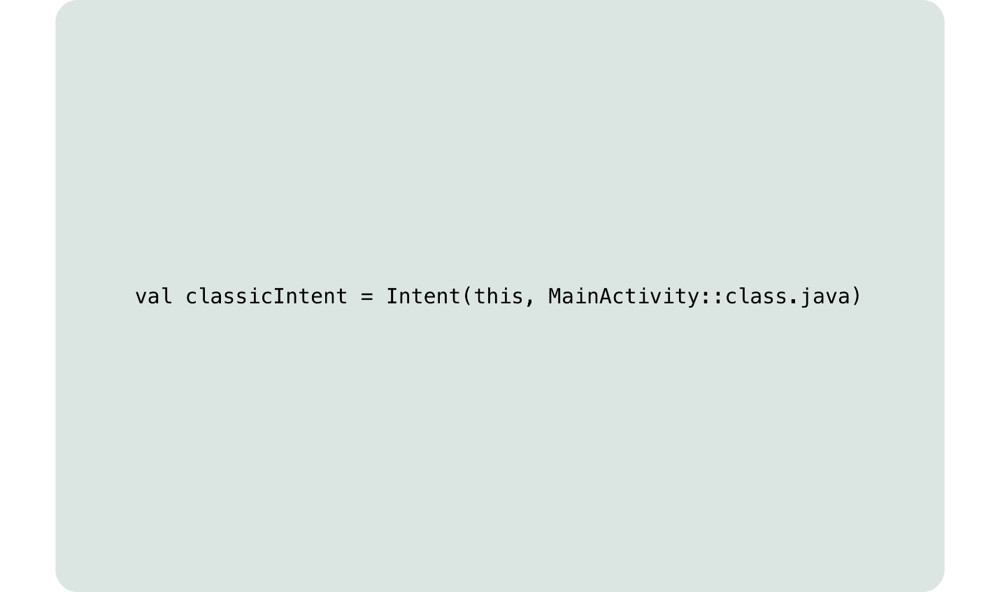 val classicIntent = Intent(this, MainActivity::class.java)